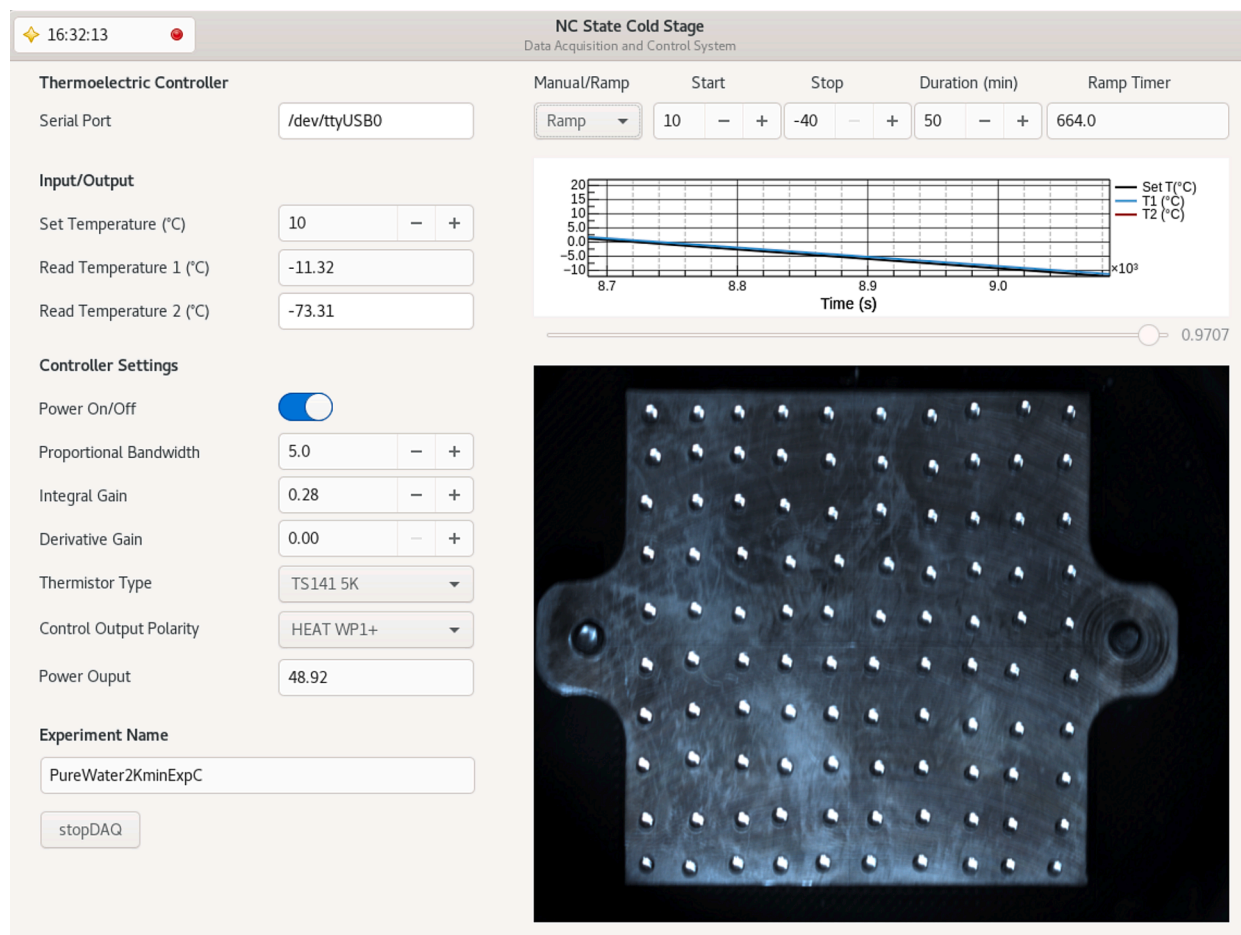 16:32:13
NC State Cold Stage
Data Acquisition and Control System
Thermoelectric Controller
Serial Port
/dev/ttyUSB0
Input/Output
Set Temperature (°C)
10
Read Temperature 1 (°C)
-11.32
Read Temperature 2 (°C)
-73.31
Controller Settings
Power On/Off
Proportional Bandwidth
5.0
Integral Gain
0.28
Derivative Gain
0.00
Thermistor Type
TS141 5K
Control Output Polarity
HEAT WP1+
Power Ouput
48.92
Experiment Name
PureWater2KminExpC
stopDAQ
Manual/Ramp Start Stop Duration (min) Ramp Timer
Ramp 10 -40 50 664.0
20
15
10
5.0
0.0
−5.0
−10
8.7 8.8 8.9 9.0
×10³
Time (s)
Set T(°C)
T1 (°C)
T2 (°C)
0.9707